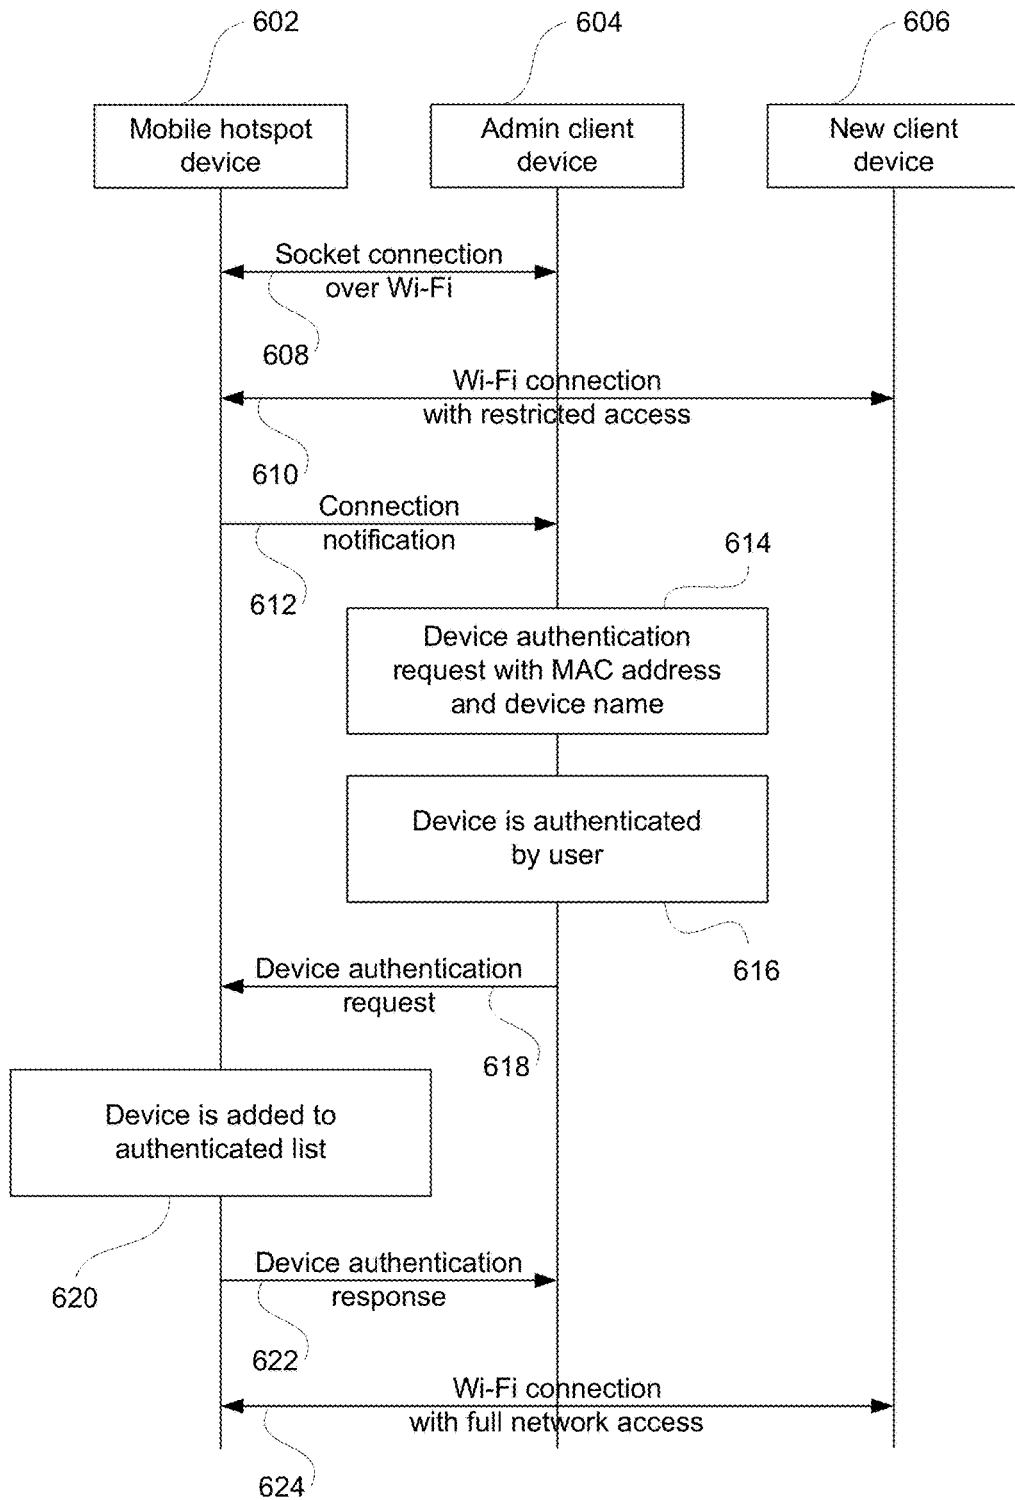 602
604
606
Mobile hotspot
device
Admin client
device
New client
device
Socket connection
over Wi-Fi
608
Wi-Fi connection
with restricted access
610
Connection
notification
612
614
Device authentication
request with MAC address
and device name
Device is authenticated
by user
616
Device authentication
request
618
Device is added to
authenticated list
620
Device authentication
response
622
Wi-Fi connection
with full network access
624